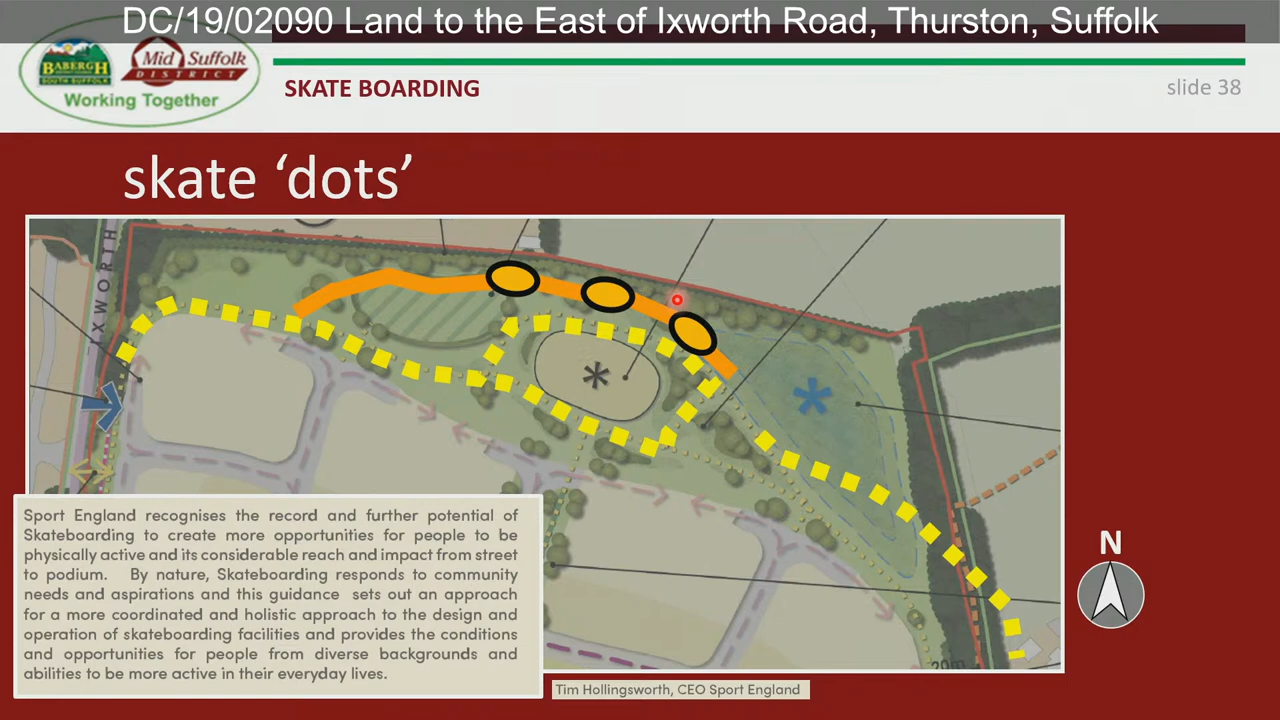 DC/19/02090 Land to the East of Ixworth Road, Thurston, Suffolk
BABERGH
DISTRICT COUNCIL
SOUTH SUFFOLK
Mid Suffolk
DISTRICT
Working Together
SKATE BOARDING
slide 38
skate ‘dots’
IXWORTH
Sport England recognises the record and further potential of
Skateboarding to create more opportunities for people to be
physically active and its considerable reach and impact from street
to podium. By nature, Skateboarding responds to community
needs and aspirations and this guidance sets out an approach
for a more coordinated and holistic approach to the design and
operation of skateboarding facilities and provides the conditions
and opportunities for people from diverse backgrounds and
abilities to be more active in their everyday lives.
20m
N
Tim Hollingsworth, CEO Sport England